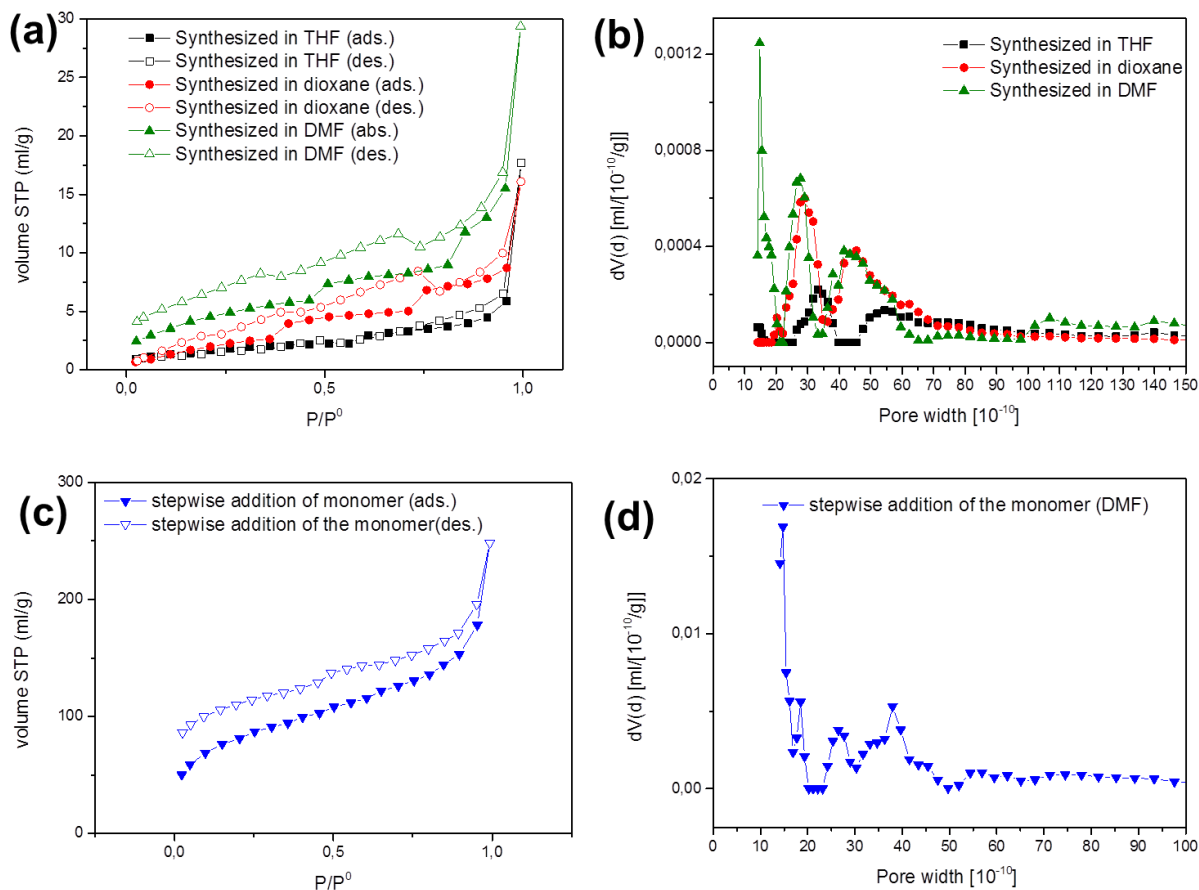 (a)
30
25
20
15
10
5
0
volume STP (ml/g)
Synthesized in THF (ads.)
Synthesized in THF (des.)
Synthesized in dioxane (ads.)
Synthesized in dioxane (des.)
Synthesized in DMF (abs.)
Synthesized in DMF (des.)
0,0 0,5 1,0
P/P⁰
(b)
0,0012
0,0008
0,0004
0,0000
dV(d) [ml/[10⁻¹⁰/g]]
Synthesized in THF
Synthesized in dioxane
Synthesized in DMF
0 10 20 30 40 50 60 70 80 90 100 110 120 130 140 150
Pore width [10⁻¹⁰]
(c)
300
200
100
0
volume STP (ml/g)
stepwise addition of monomer (ads.)
stepwise addition of the monomer(des.)
0,0 0,5 1,0
P/P⁰
(d)
0,02
0,01
0,00
dV(d) [ml/[10⁻¹⁰/g]]
stepwise addition of the monomer (DMF)
0 10 20 30 40 50 60 70 80 90 100
Pore width [10⁻¹⁰]